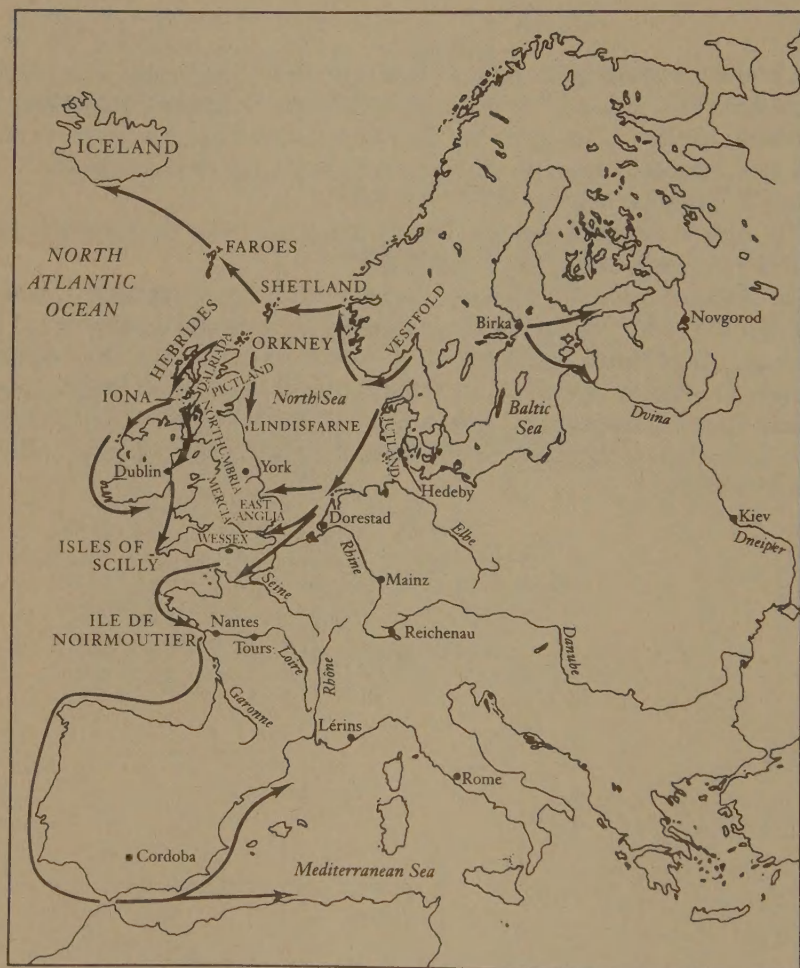 ICELAND
NORTH
ATLANTIC
OCEAN
FAROES
SHETLAND
HEBRIDES
ORKNEY
VESTFOLD
Birka
Novgorod
DALRIADA
PICTLAND
IONA
North Sea
LINDISFARNE
JUTLAND
Baltic
Sea
Dvina
NORTHUMBRIA
Dublin
York
MERCIA
EAST
ANGLIA
Hedeby
Dorestad
Elbe
Kiev
Dneiper
ISLES OF
SCILLY
WESSEX
Rhine
Seine
Mainz
ILE DE
NOIRMOUTIER
Nantes
Tours
Loire
Reichenau
Danube
Rhône
Garonne
Lérins
Rome
Cordoba
Mediterranean Sea